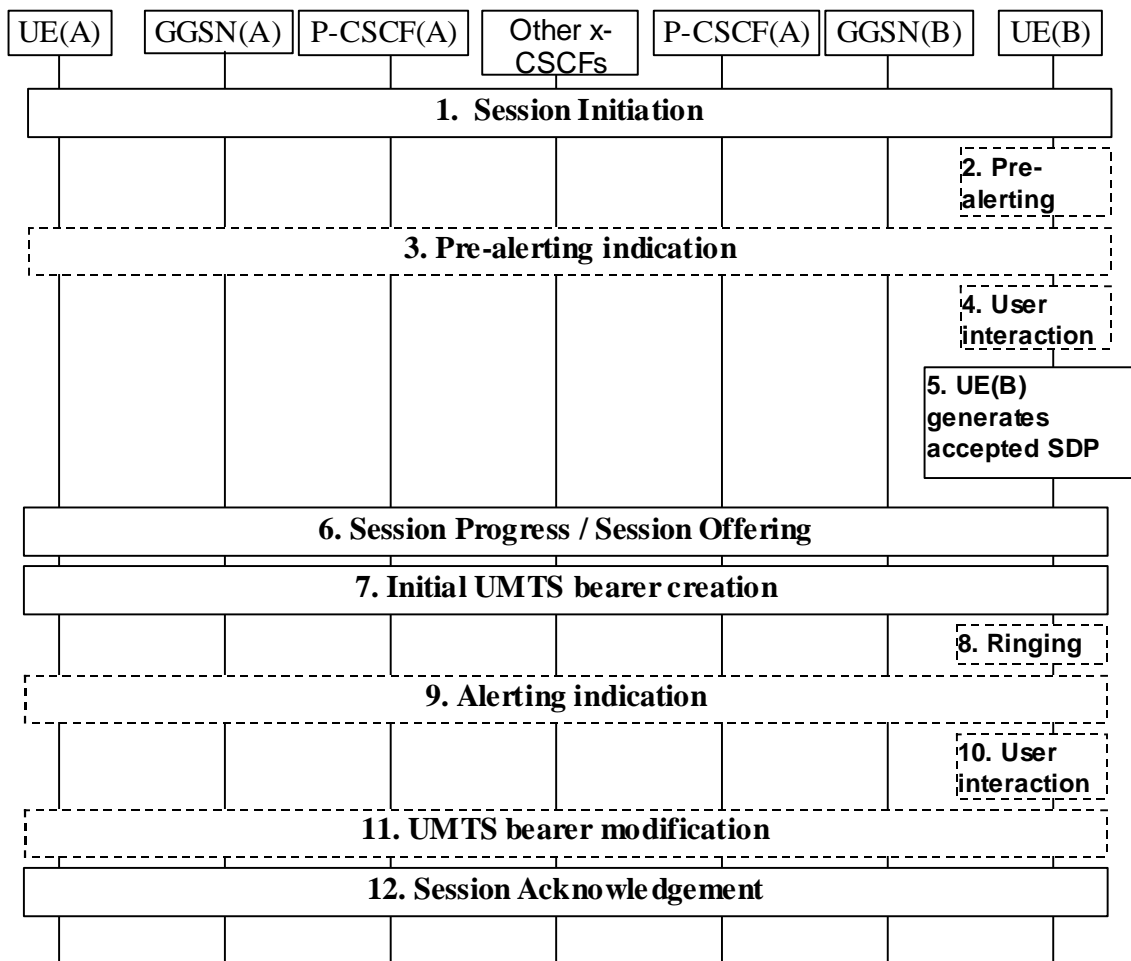 UE(A) GGSN(A) P-CSCF(A) Other x- P-CSCF(A) GGSN(B) UE(B)
CSCFs
1. Session Initiation
2. Pre-
alerting
3. Pre-alerting indication
4. User
interaction
5. UE(B)
generates
accepted SDP
6. Session Progress / Session Offering
7. Initial UMTS bearer creation
8. Ringing
9. Alerting indication
10. User
interaction
11. UMTS bearer modification
12. Session Acknowledgement